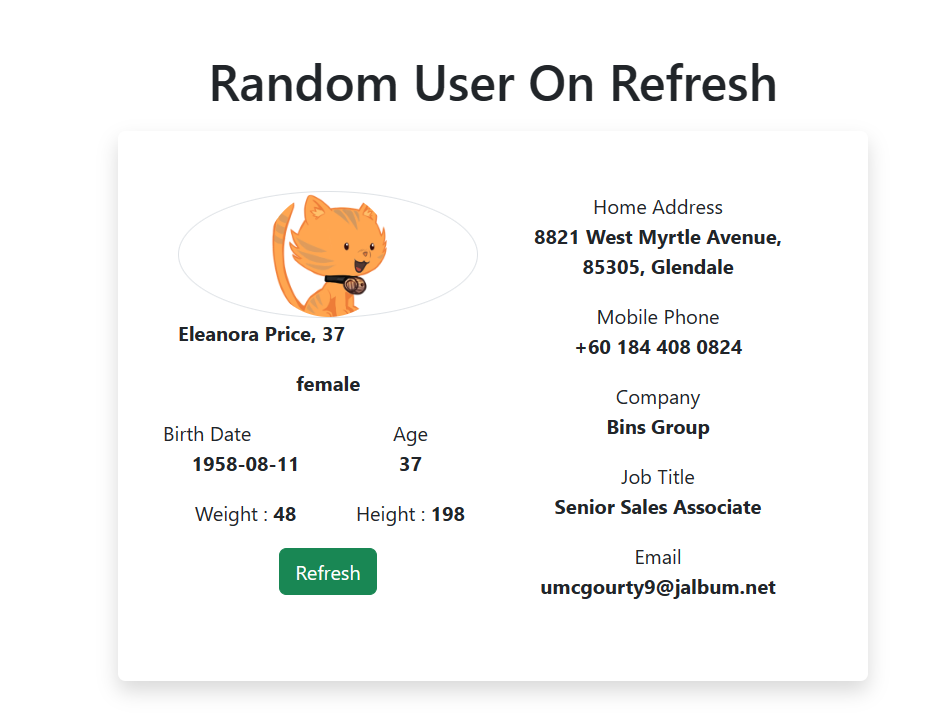 Random User On Refresh
Eleanora Price, 37
female
Birth Date
1958-08-11
Age
37
Weight : 48
Height : 198
Refresh
Home Address
8821 West Myrtle Avenue,
85305, Glendale
Mobile Phone
+60 184 408 0824
Company
Bins Group
Job Title
Senior Sales Associate
Email
umcgourty9@jalbum.net